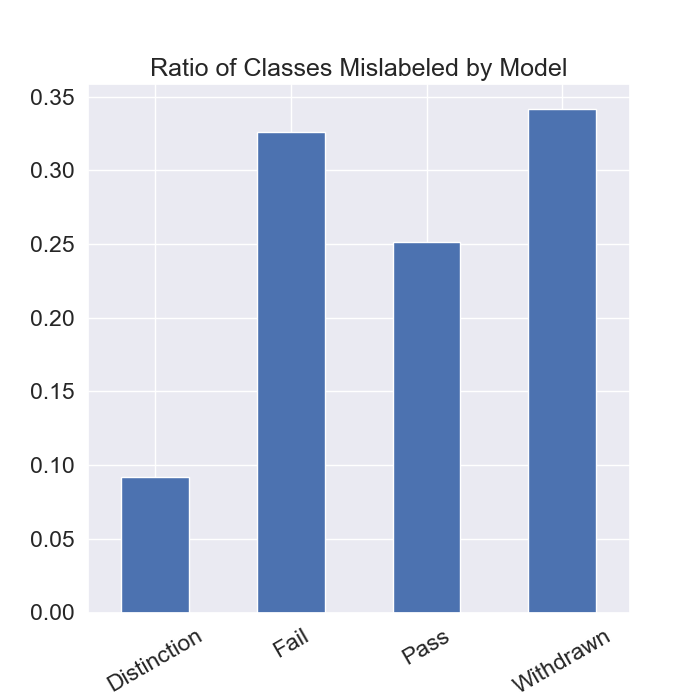 Ratio of Classes Mislabeled by Model
0.35
0.30
0.25
0.20
0.15
0.10
0.05
0.00
Distinction
Fail
Pass
Withdrawn